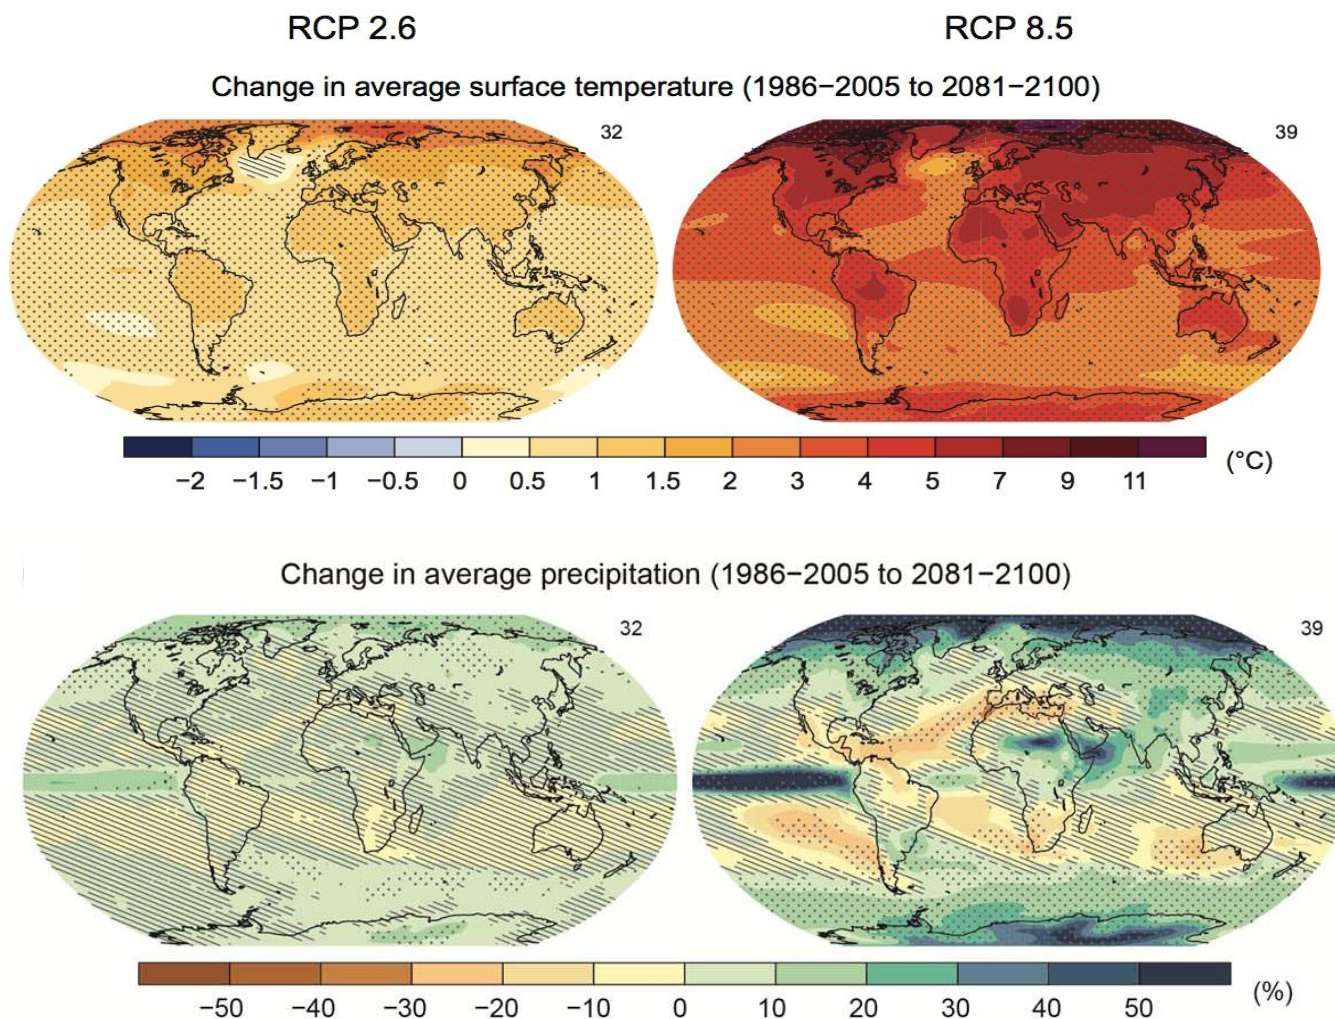 RCP 2.6 RCP 8.5
Change in average surface temperature (1986−2005 to 2081−2100)
32 39
−2 −1.5 −1 −0.5 0 0.5 1 1.5 2 3 4 5 7 9 11 (°C)
Change in average precipitation (1986−2005 to 2081−2100)
32 39
−50 −40 −30 −20 −10 0 10 20 30 40 50 (%)